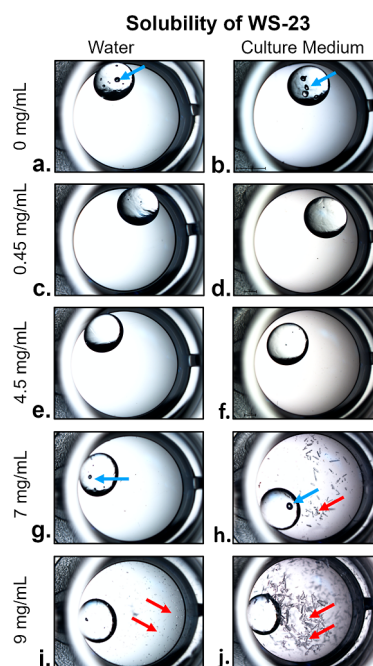 Solubility of WS-23
Water
Culture Medium
0 mg/mL
a.
b.
0.45 mg/mL
c.
d.
4.5 mg/mL
e.
f.
7 mg/mL
g.
h.
9 mg/mL
i.
j.